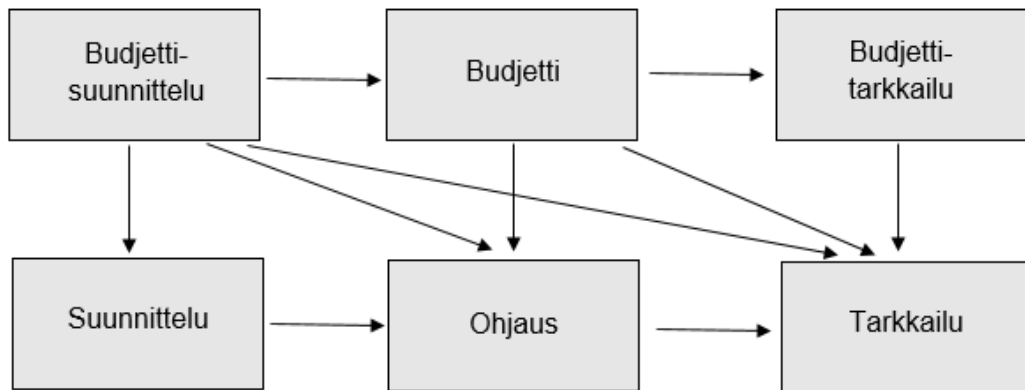 Budjetti-
suunnittelu
Budjetti
Budjetti-
tarkkailu
Suunnittelu
Ohjaus
Tarkkailu